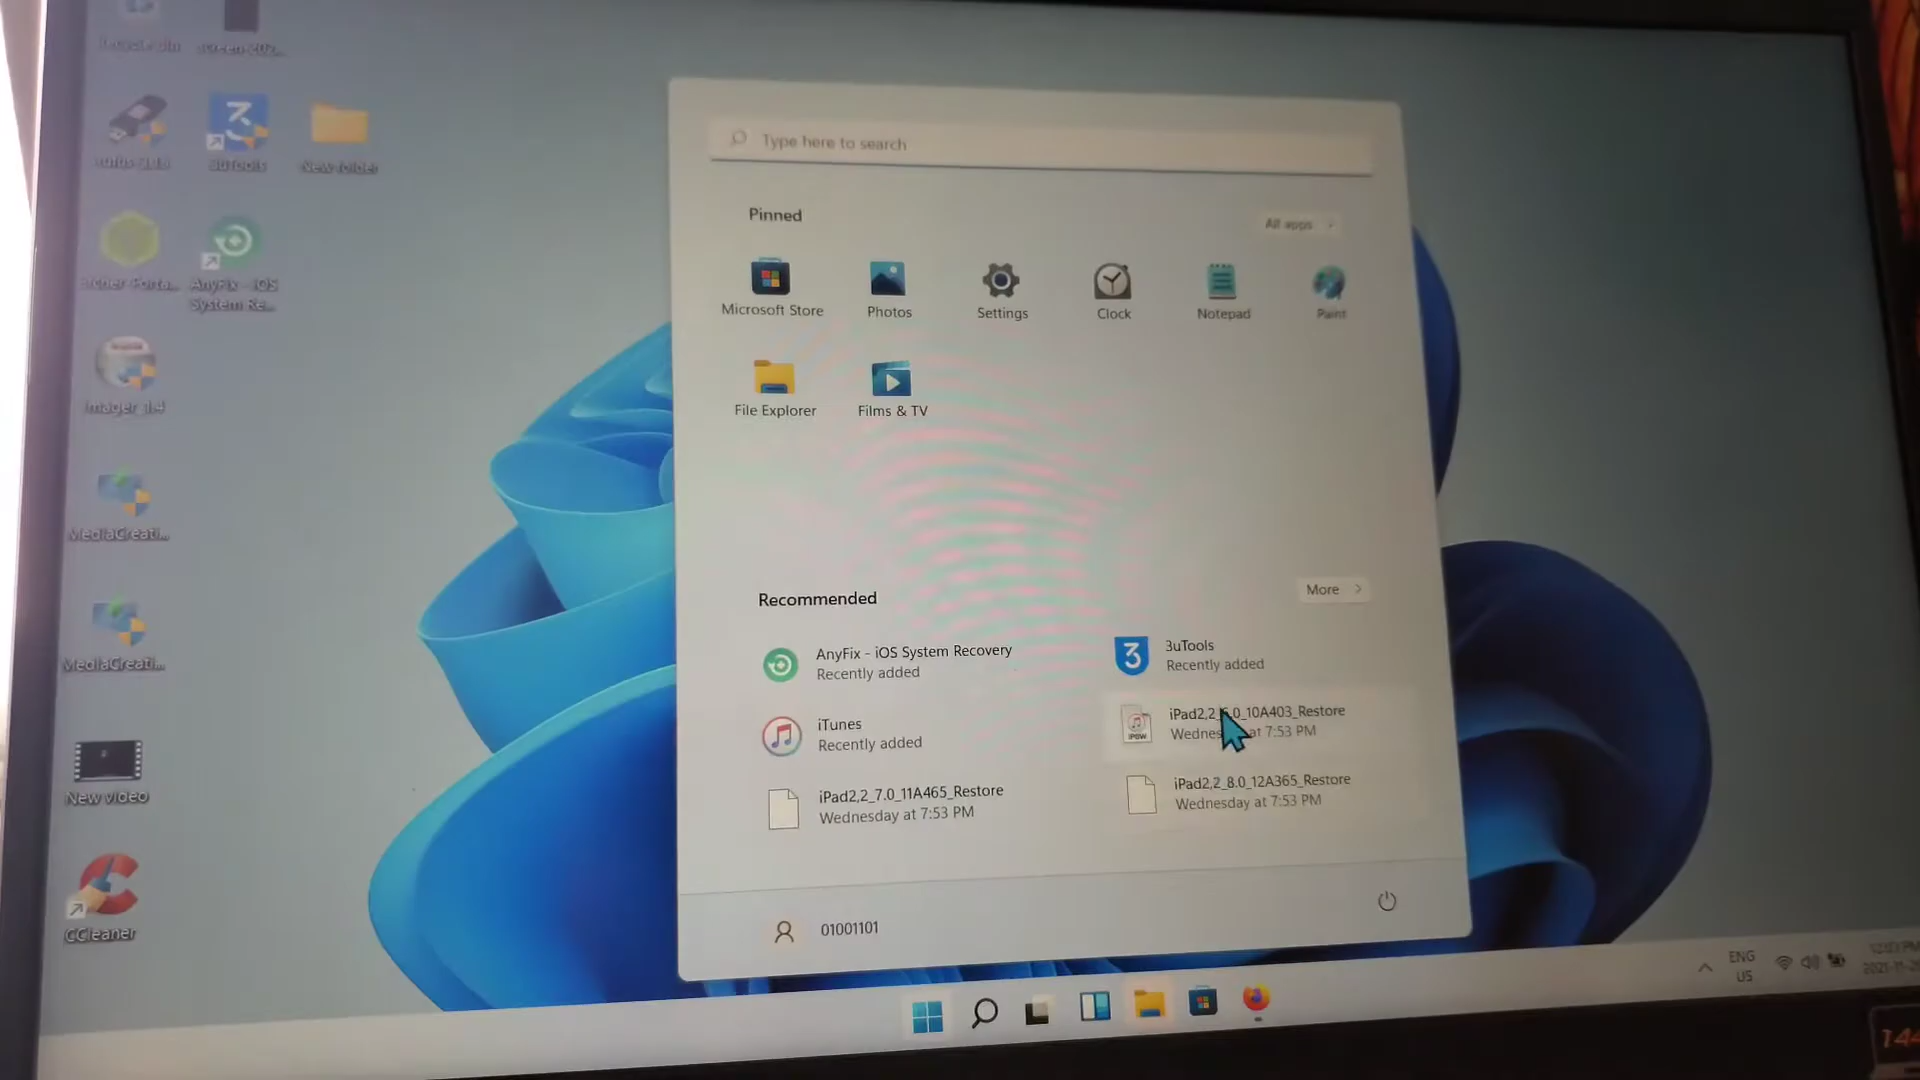 3uTools
New folder
AnyFix - iOS
System Re...
Imager_1.4
MediaCreati...
MediaCreati...
New video
CCleaner
Type here to search
Pinned
All apps
Microsoft Store
Photos
Settings
Clock
Notepad
Paint
File Explorer
Films & TV
Recommended
More
AnyFix - iOS System Recovery
Recently added
3uTools
Recently added
iTunes
Recently added
iPad2,2_6.0_10A403_Restore
Wednes at 7:53 PM
iPad2,2_7.0_11A465_Restore
Wednesday at 7:53 PM
iPad2,2_8.0_12A365_Restore
Wednesday at 7:53 PM
01001101
ENG
US
144